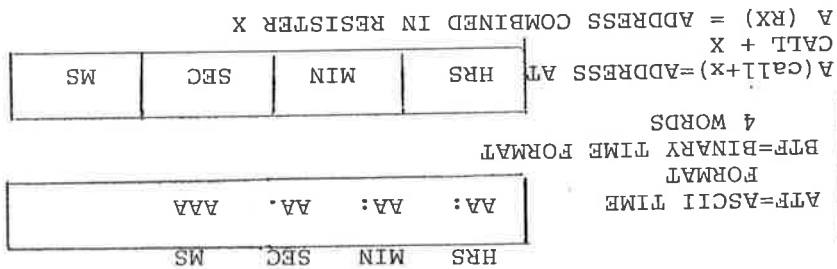 HRS MIN SEC MS
ATF=ASCII TIME AA: AA: AA. AAA
FORMAT
BTF=BINARY TIME FORMAT
4 WORDS
A(call+x)=ADDRESS AT HRS MIN SEC MS
CALL + X
A (RX) = ADDRESS COMBINED IN RESISTER X